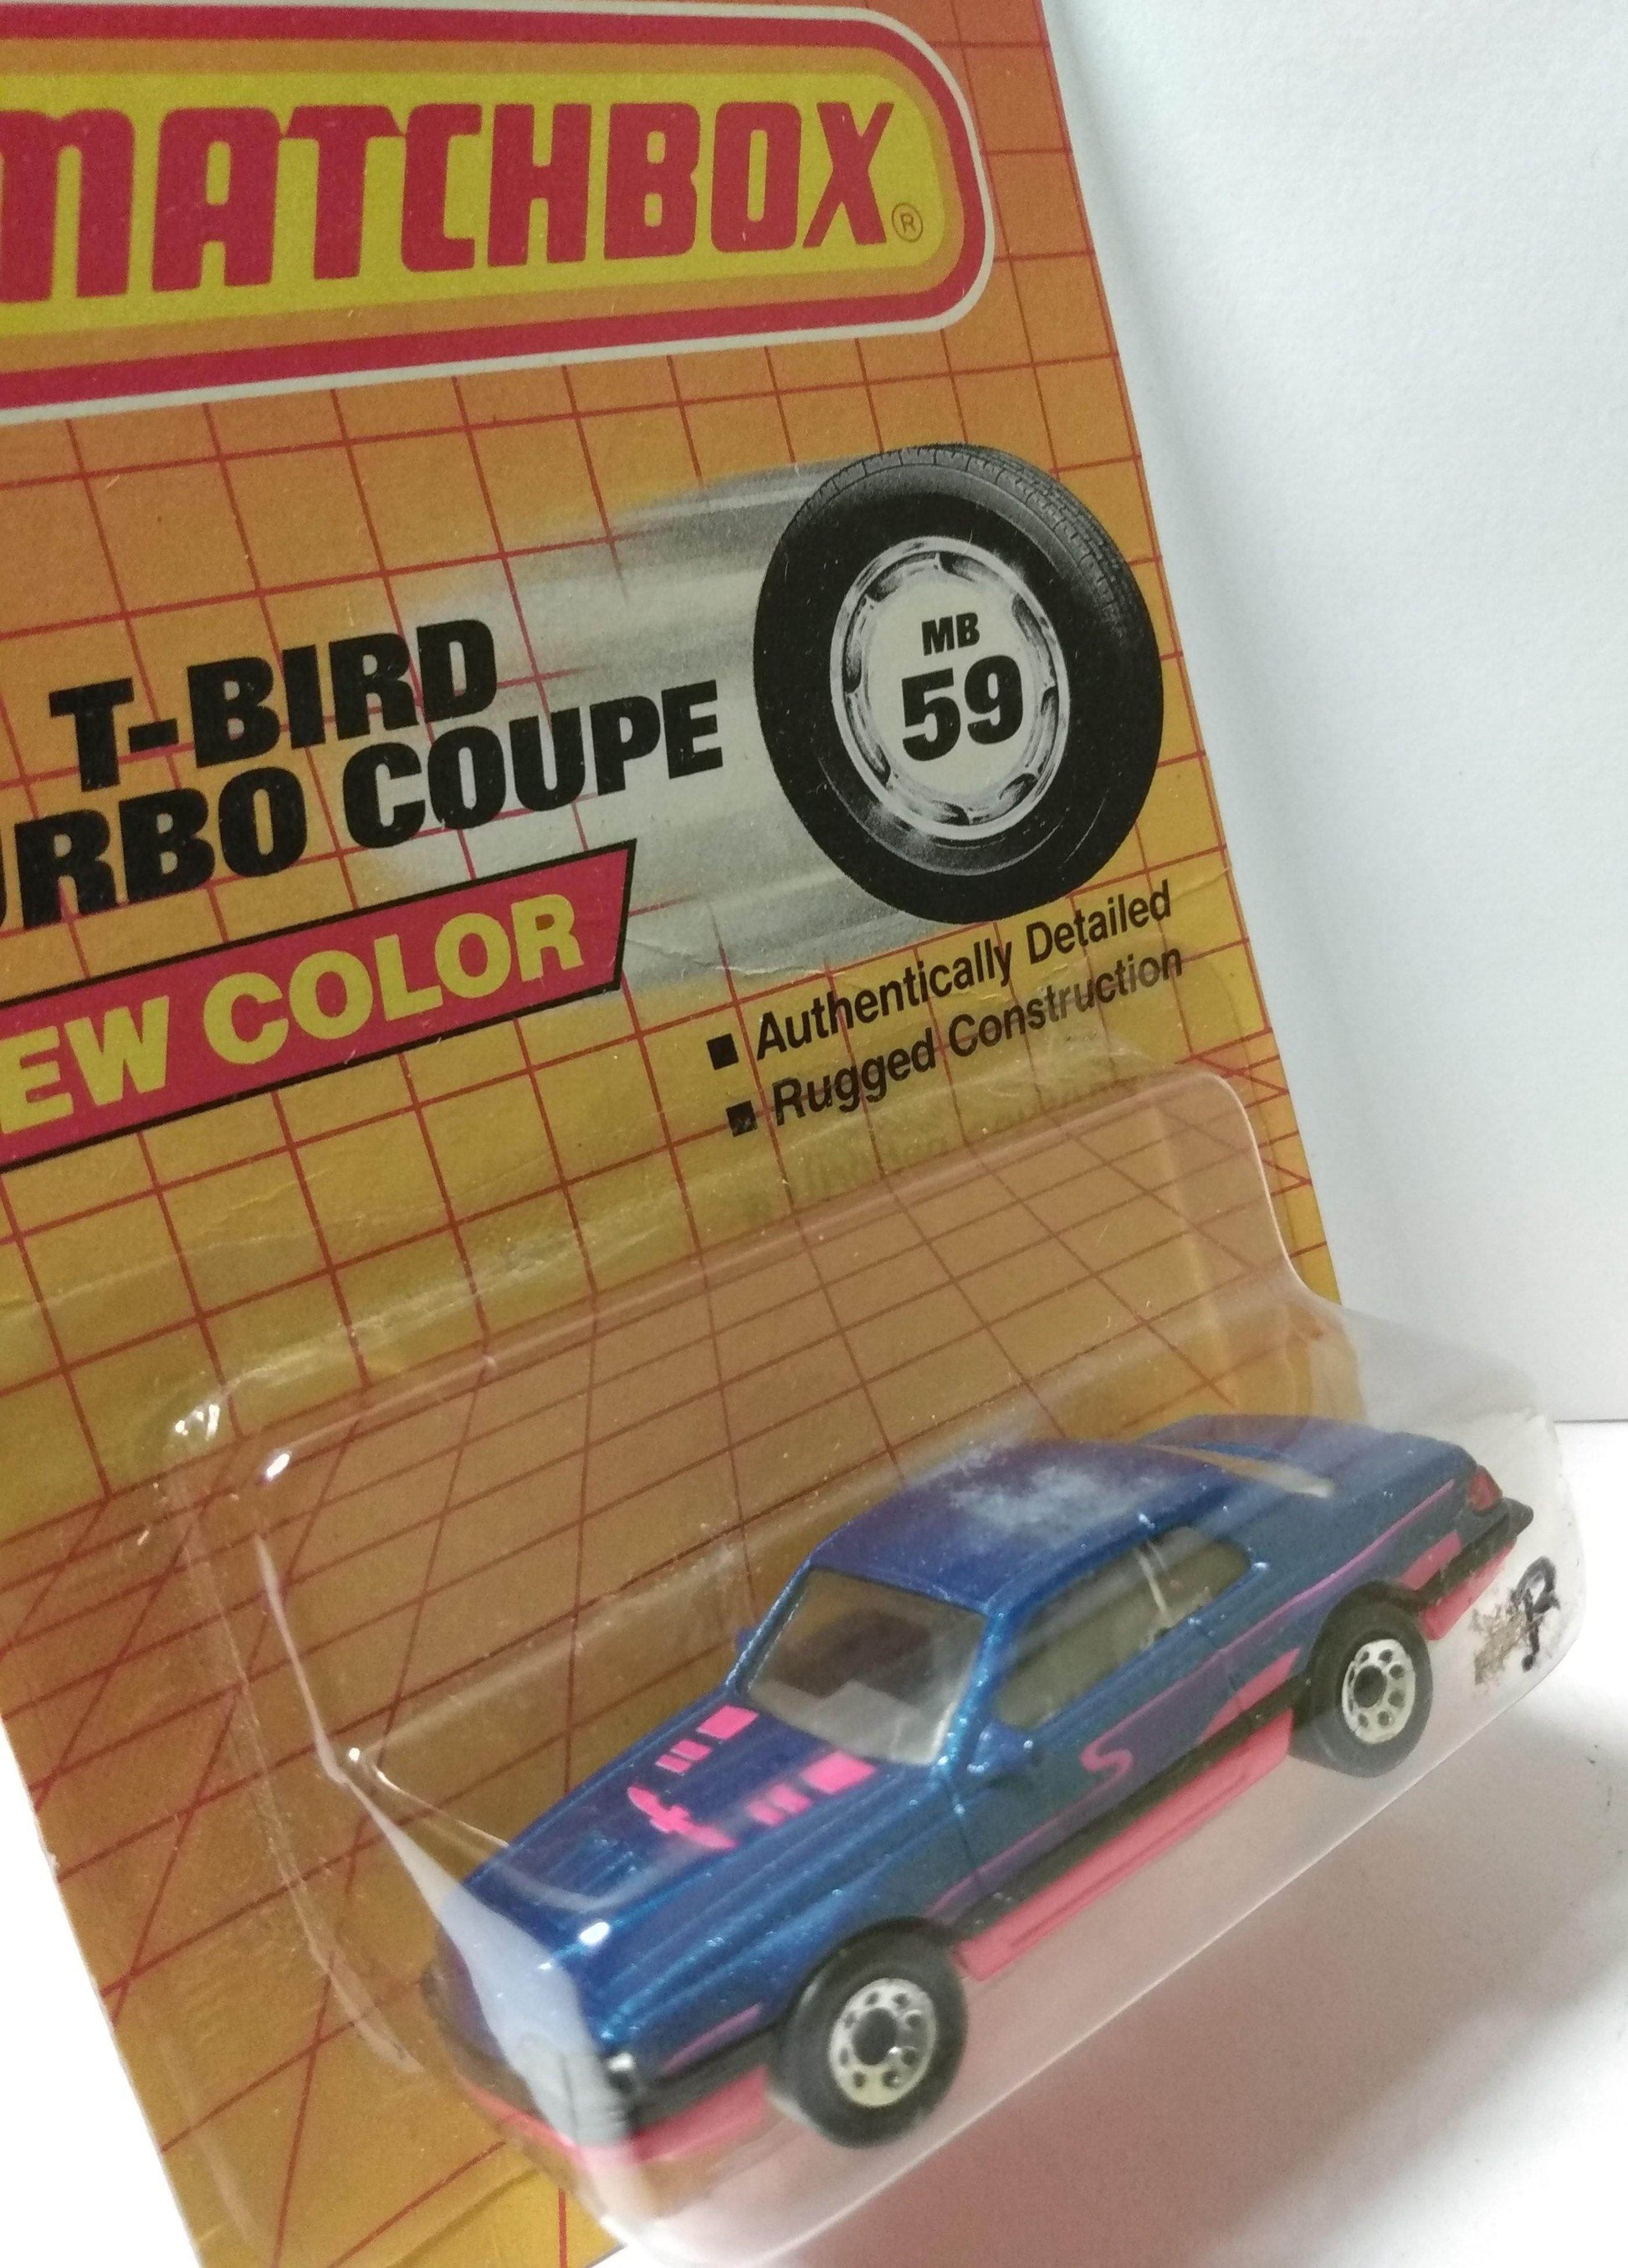 MATCHBOX®
T-BIRD
URBO COUPE
EW COLOR
MB
59
■ Authentically Detailed
■ Rugged Construction
S